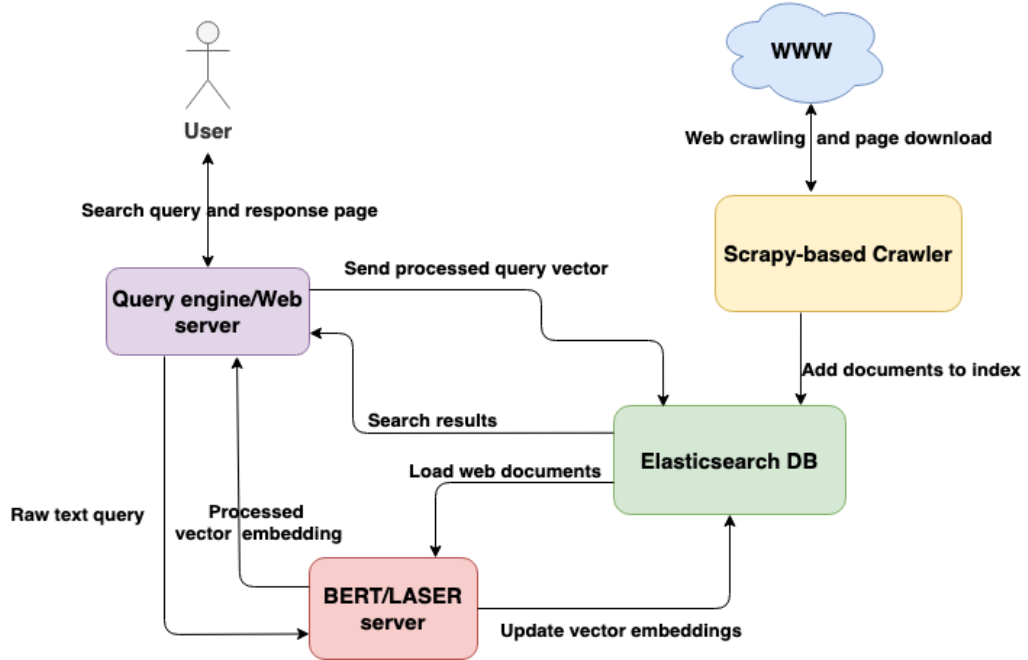 WWW
User
Web crawling and page download
Search query and response page
Scrapy-based Crawler
Send processed query vector
Query engine/Web
server
Add documents to index
Search results
Elasticsearch DB
Load web documents
Raw text query
Processed
vector embedding
BERT/LASER
server
Update vector embeddings